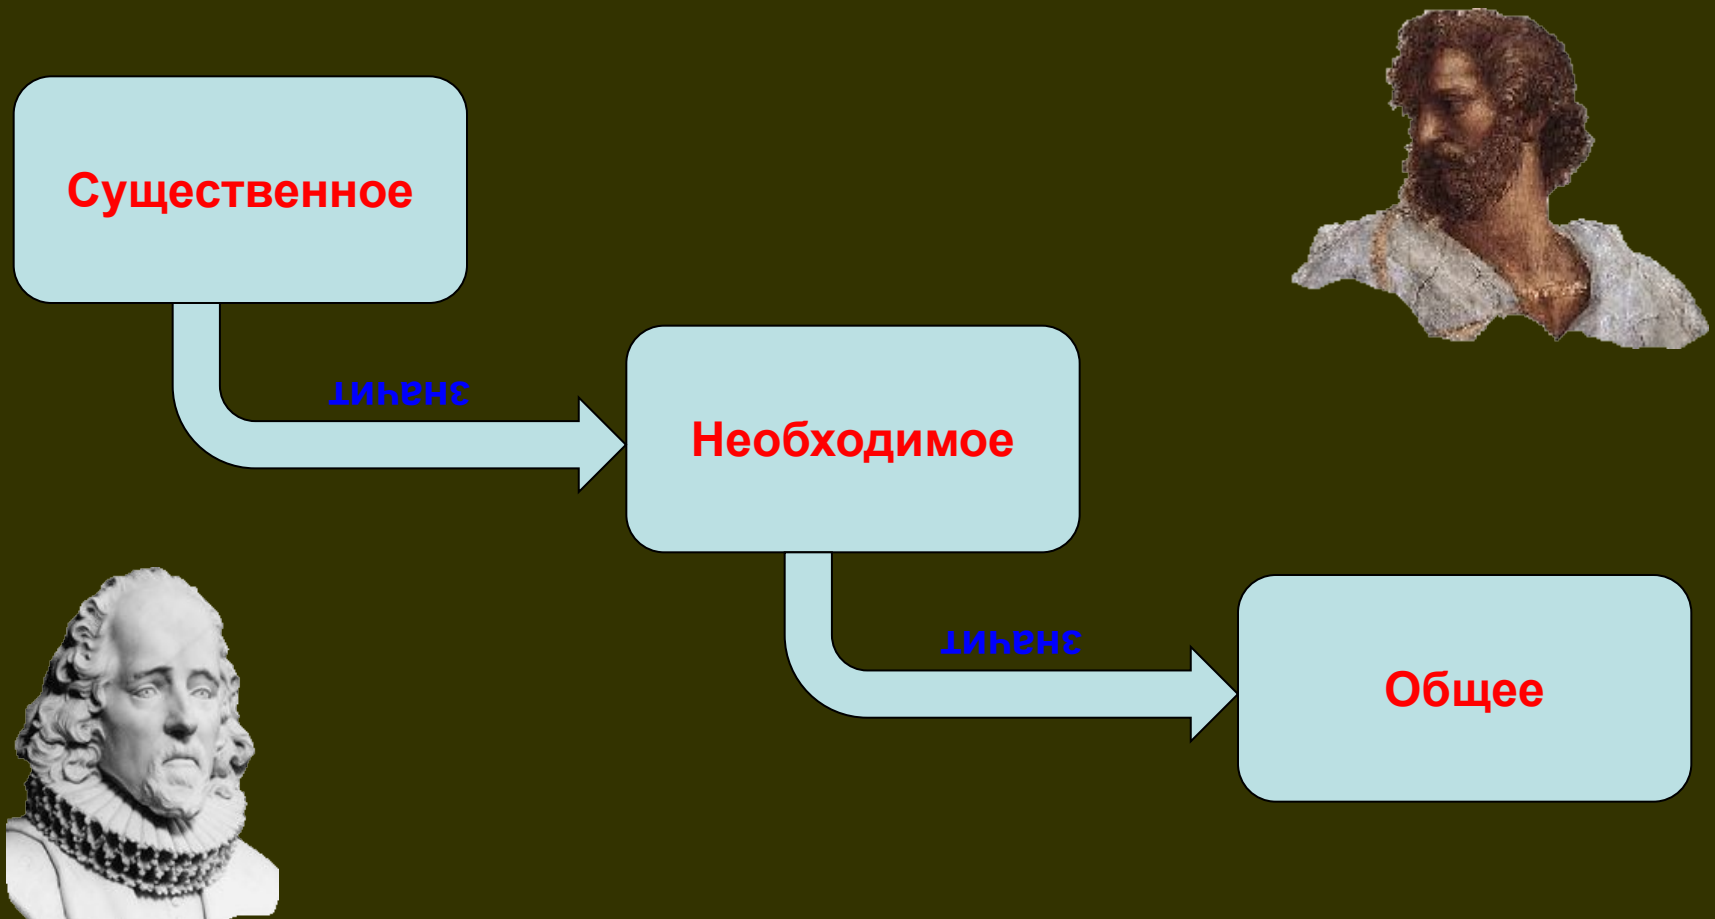 Существенное
значит
Необходимое
значит
Общее